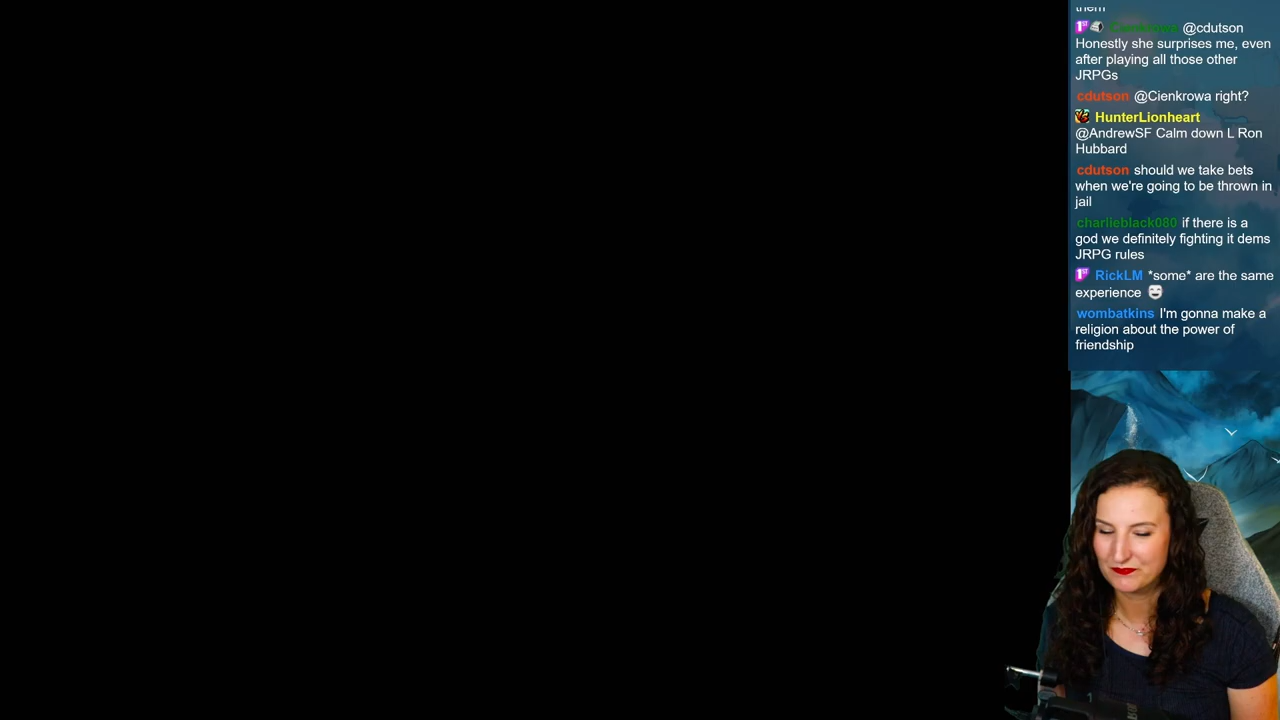 @cdutson
Honestly she surprises me, even
after playing all those other
JRPGs
cdutson @Cienkrowa right?
HunterLionheart
@AndrewSF Calm down L Ron
Hubbard
cdutson should we take bets
when we're going to be thrown in
jail
charlieblack080 if there is a
god we definitely fighting it dems
JRPG rules
RickLM *some* are the same
experience
wombatkins I'm gonna make a
religion about the power of
friendship